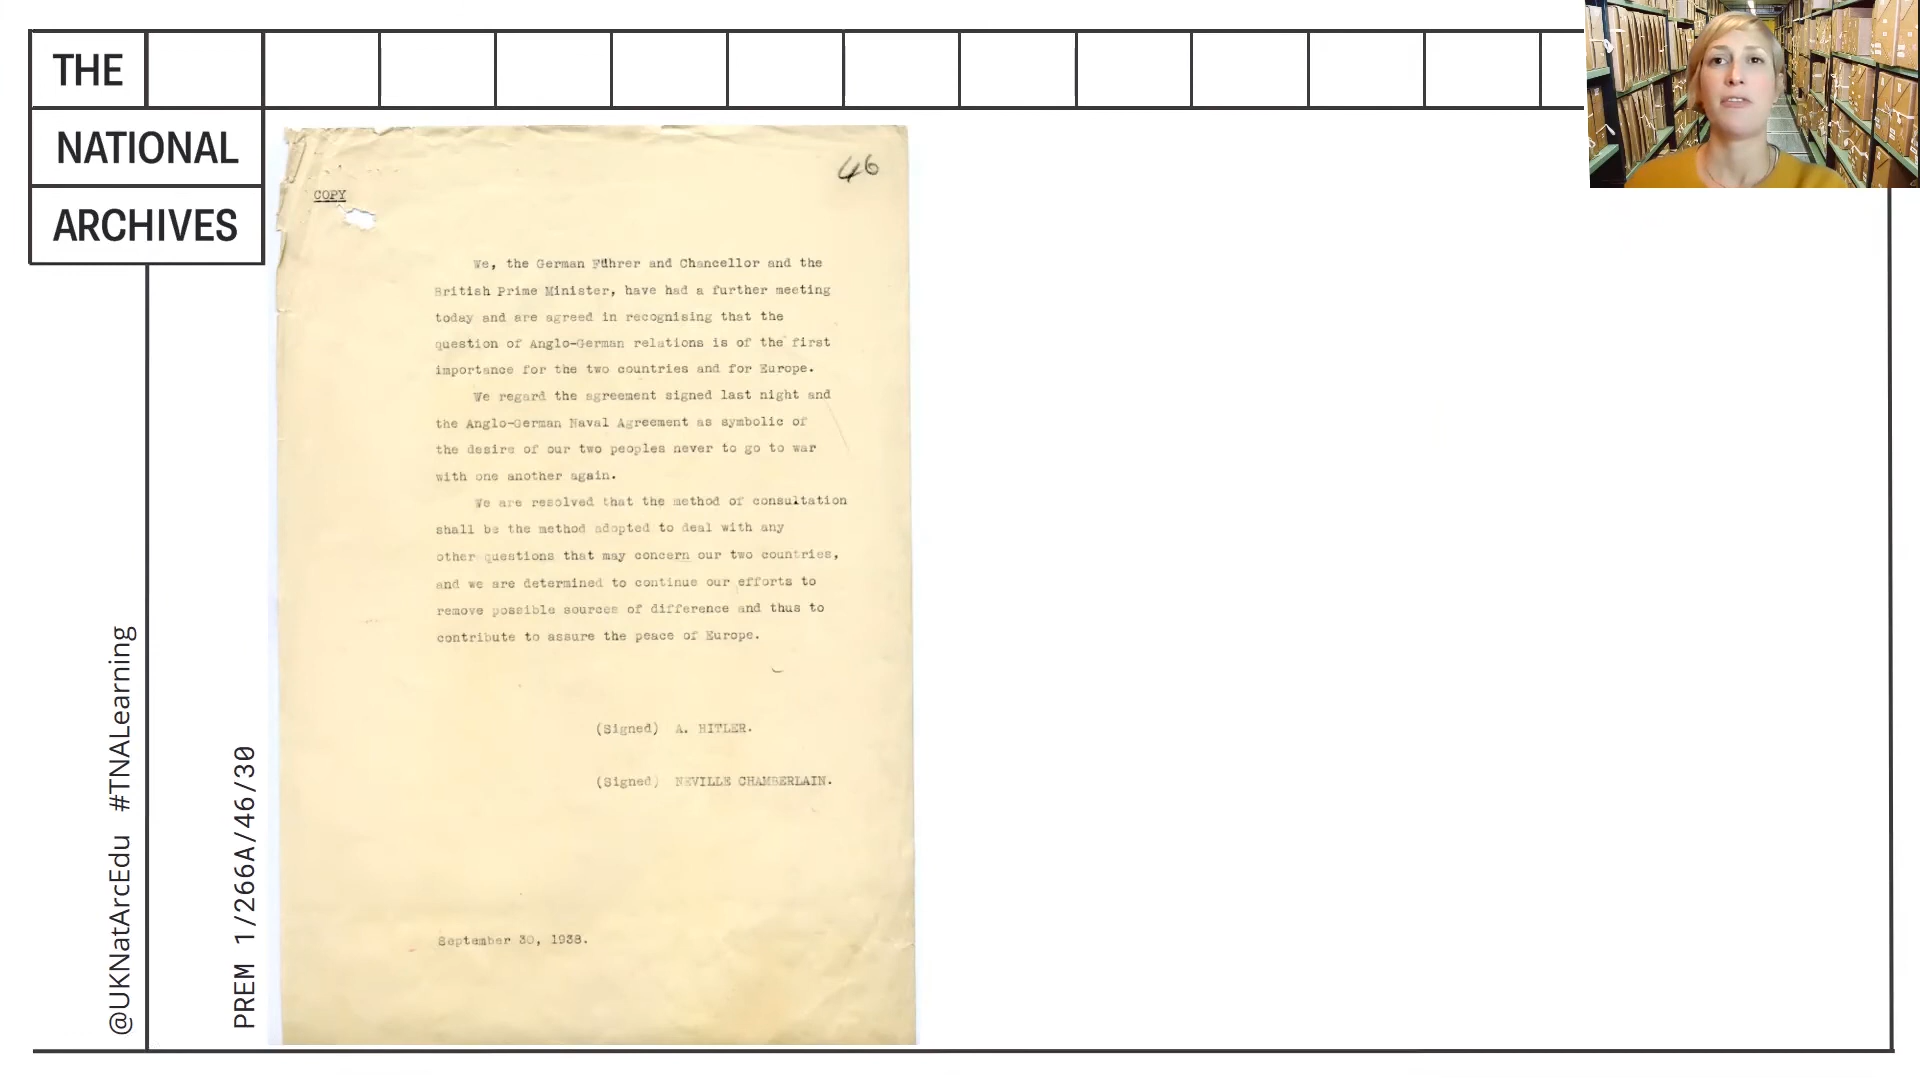 THE
NATIONAL
ARCHIVES
46
COPY
We, the German Führer and Chancellor and the
British Prime Minister, have had a further meeting
today and are agreed in recognising that the
question of Anglo-German relations is of the first
importance for the two countries and for Europe.
We regard the agreement signed last night and
the Anglo-German Naval Agreement as symbolic of
the desire of our two peoples never to go to war
with one another again.
We are resolved that the method of consultation
shall be the method adopted to deal with any
other questions that may concern our two countries,
and we are determined to continue our efforts to
remove possible sources of difference and thus to
contribute to assure the peace of Europe.
(Signed) A. HITLER.
(Signed) NEVILLE CHAMBERLAIN.
September 30, 1938.
@UKNatArcEdu #TNALearning
PREM 1/266A/46/30